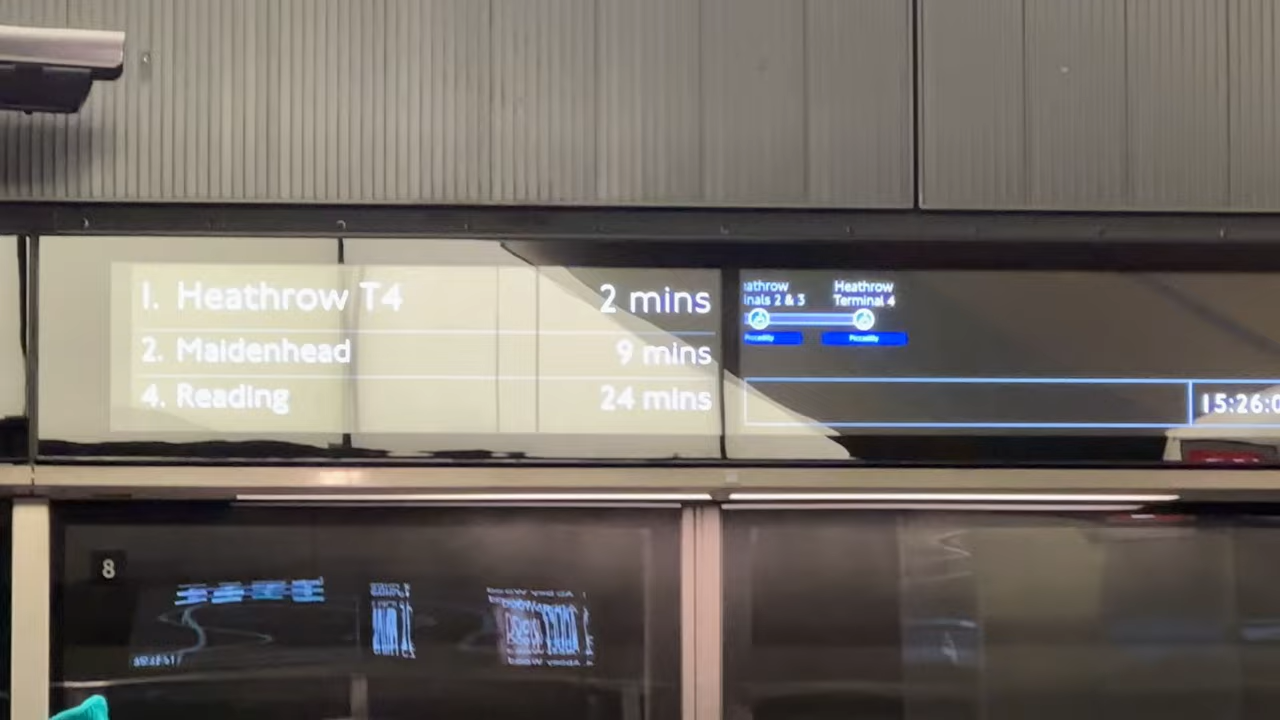 1. Heathrow T4 2 mins
2. Maidenhead 9 mins
4. Reading 24 mins
athrow
inals 2 & 3
Heathrow
Terminal 4
Piccadilly
Piccadilly
15:26:0
8